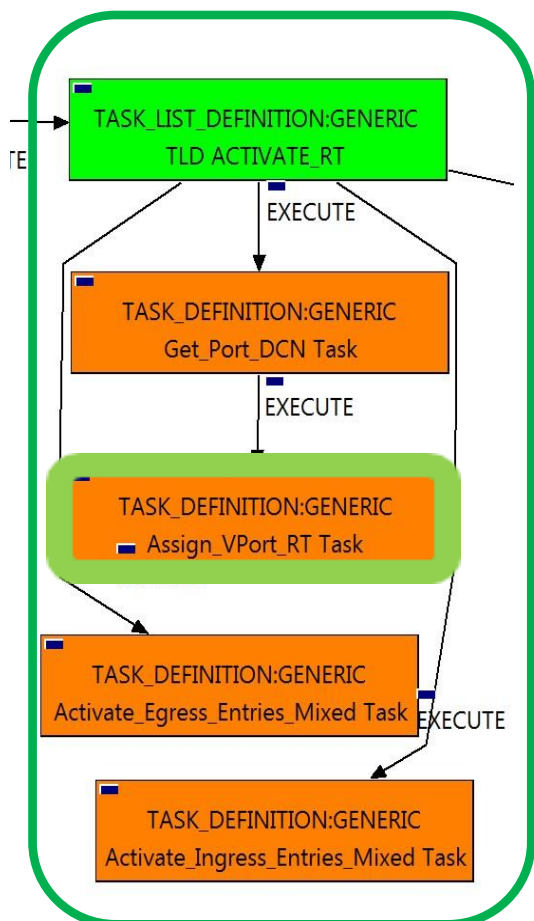 TASK_LIST_DEFINITION:GENERIC
TLD ACTIVATE_RT
TE
EXECUTE
TASK_DEFINITION:GENERIC
Get_Port_DCN Task
EXECUTE
TASK_DEFINITION:GENERIC
Assign_VPort_RT Task
TASK_DEFINITION:GENERIC
Activate_Egress_Entries_Mixed Task
EXECUTE
TASK_DEFINITION:GENERIC
Activate_Ingress_Entries_Mixed Task